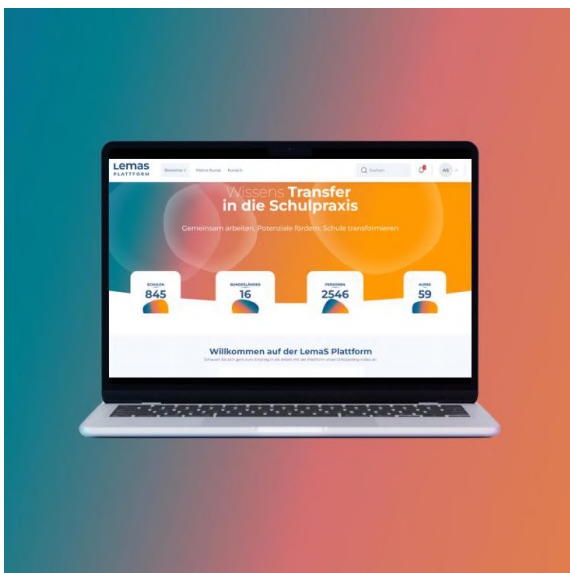 Lemas
PLATTFORM
Meine Kurse
Suchen
AS
Wissens Transfer
in die Schulpraxis
Gemeinsam arbeiten, Potenziale fördern, Schule transformieren
SCHULEN
845
BUNDESLÄNDER
16
PERSONEN
2546
KURSE
59
Willkommen auf der LemaS Plattform